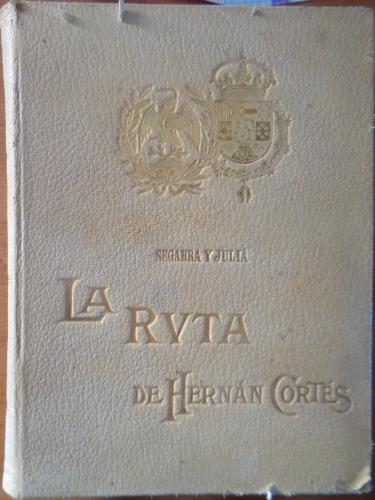 SEGARRA Y JULIÁ
LA RVTA
DE HERNÁN CORTÉS